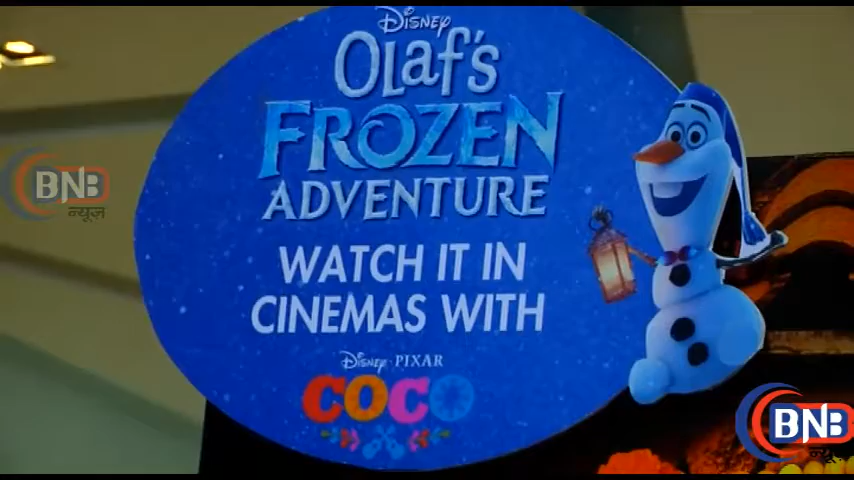 Disney
Olaf's
FROZEN
ADVENTURE
WATCH IT IN
CINEMAS WITH
Disney · PIXAR
COCO
BNB
न्यूज़
BNB
न्यूज़